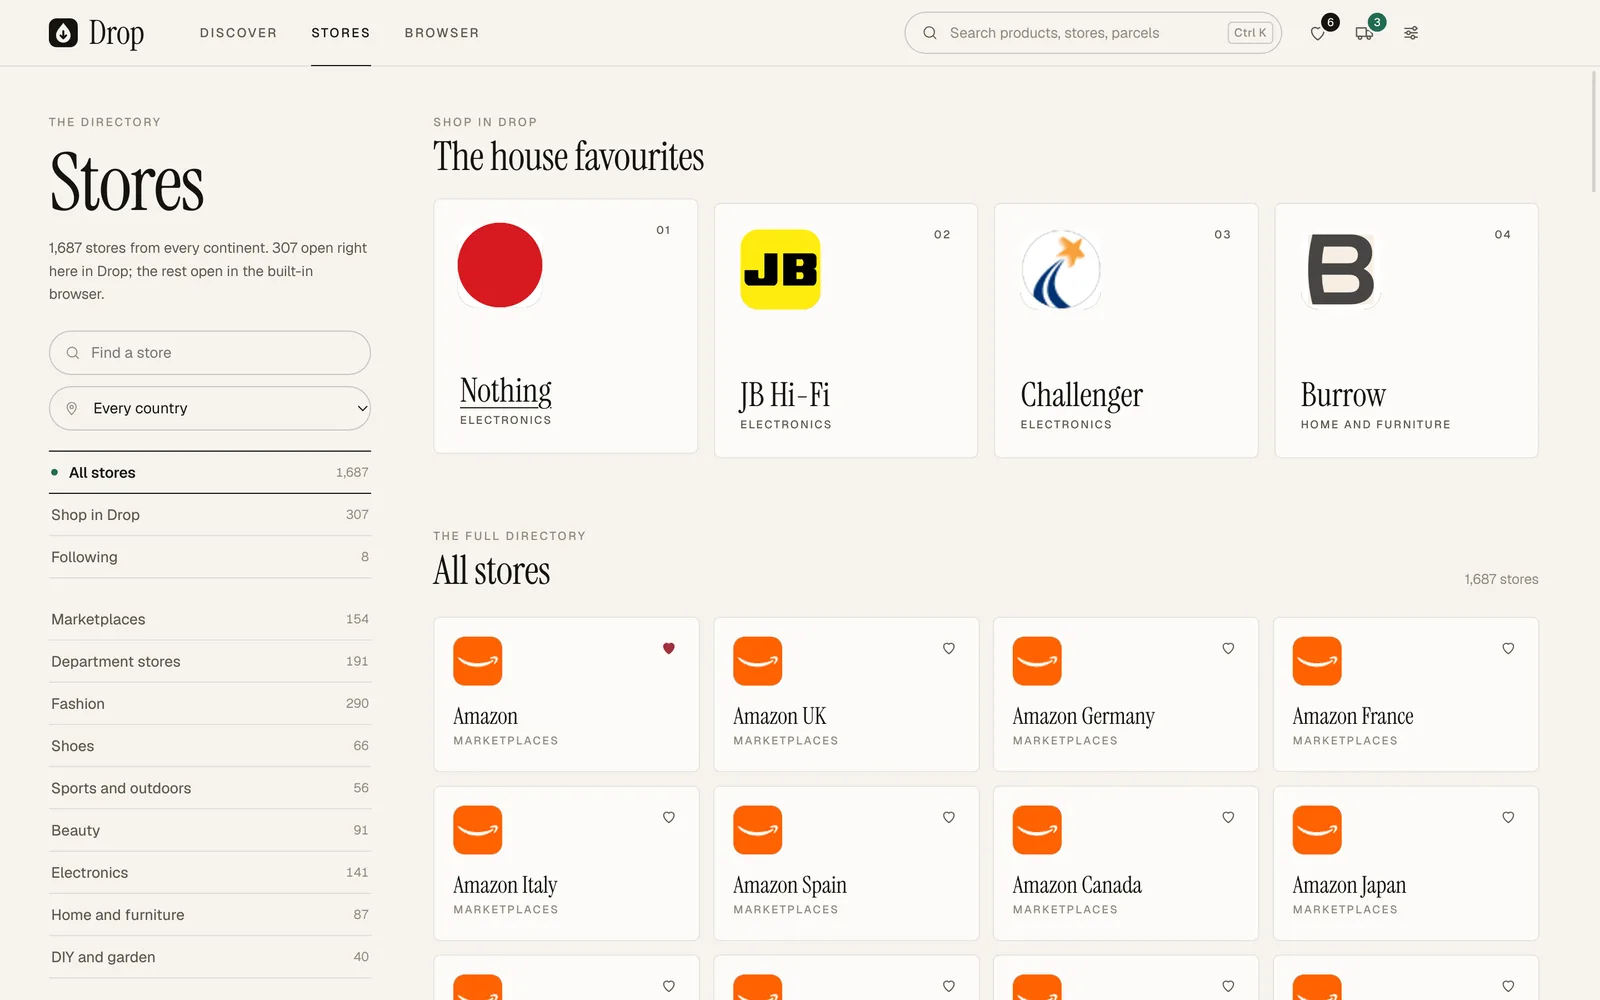 Drop
DISCOVER
STORES
BROWSER
Search products, stores, parcels
Ctrl K
6
3
THE DIRECTORY
Stores
1,687 stores from every continent. 307 open right
here in Drop; the rest open in the built-in
browser.
Find a store
Every country
All stores 1,687
Shop in Drop 307
Following 8
Marketplaces 154
Department stores 191
Fashion 290
Shoes 66
Sports and outdoors 56
Beauty 91
Electronics 141
Home and furniture 87
DIY and garden 40
SHOP IN DROP
The house favourites
01
Nothing
ELECTRONICS
JB
02
JB Hi-Fi
ELECTRONICS
03
Challenger
ELECTRONICS
B
04
Burrow
HOME AND FURNITURE
THE FULL DIRECTORY
All stores
1,687 stores
Amazon
MARKETPLACES
Amazon UK
MARKETPLACES
Amazon Germany
MARKETPLACES
Amazon France
MARKETPLACES
Amazon Italy
MARKETPLACES
Amazon Spain
MARKETPLACES
Amazon Canada
MARKETPLACES
Amazon Japan
MARKETPLACES